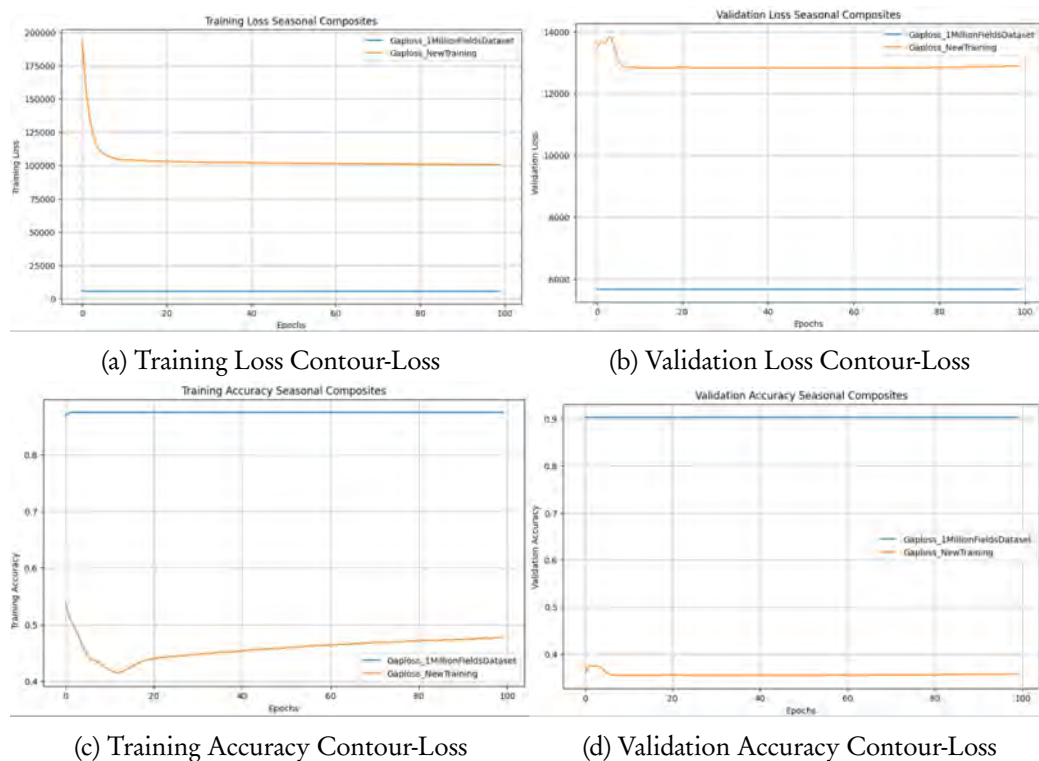 Training Loss Seasonal Composites
Gaploss_1MillionFieldsDataset
Gaploss_NewTraining
200000
175000
150000
125000
100000
75000
50000
25000
0
Training Loss
0 20 40 60 80 100
Epochs
(a) Training Loss Contour-Loss
Validation Loss Seasonal Composites
Gaploss_1MillionFieldsDataset
Gaploss_NewTraining
14000
12000
10000
8000
6000
Validation Loss
0 20 40 60 80 100
Epochs
(b) Validation Loss Contour-Loss
Training Accuracy Seasonal Composites
0.8
0.7
0.6
0.5
0.4
Training Accuracy
Gaploss_1MillionFieldsDataset
Gaploss_NewTraining
0 20 40 60 80 100
Epochs
(c) Training Accuracy Contour-Loss
Validation Accuracy Seasonal Composites
0.9
0.8
0.7
0.6
0.5
0.4
Validation Accuracy
Gaploss_1MillionFieldsDataset
Gaploss_NewTraining
0 20 40 60 80 100
Epochs
(d) Validation Accuracy Contour-Loss